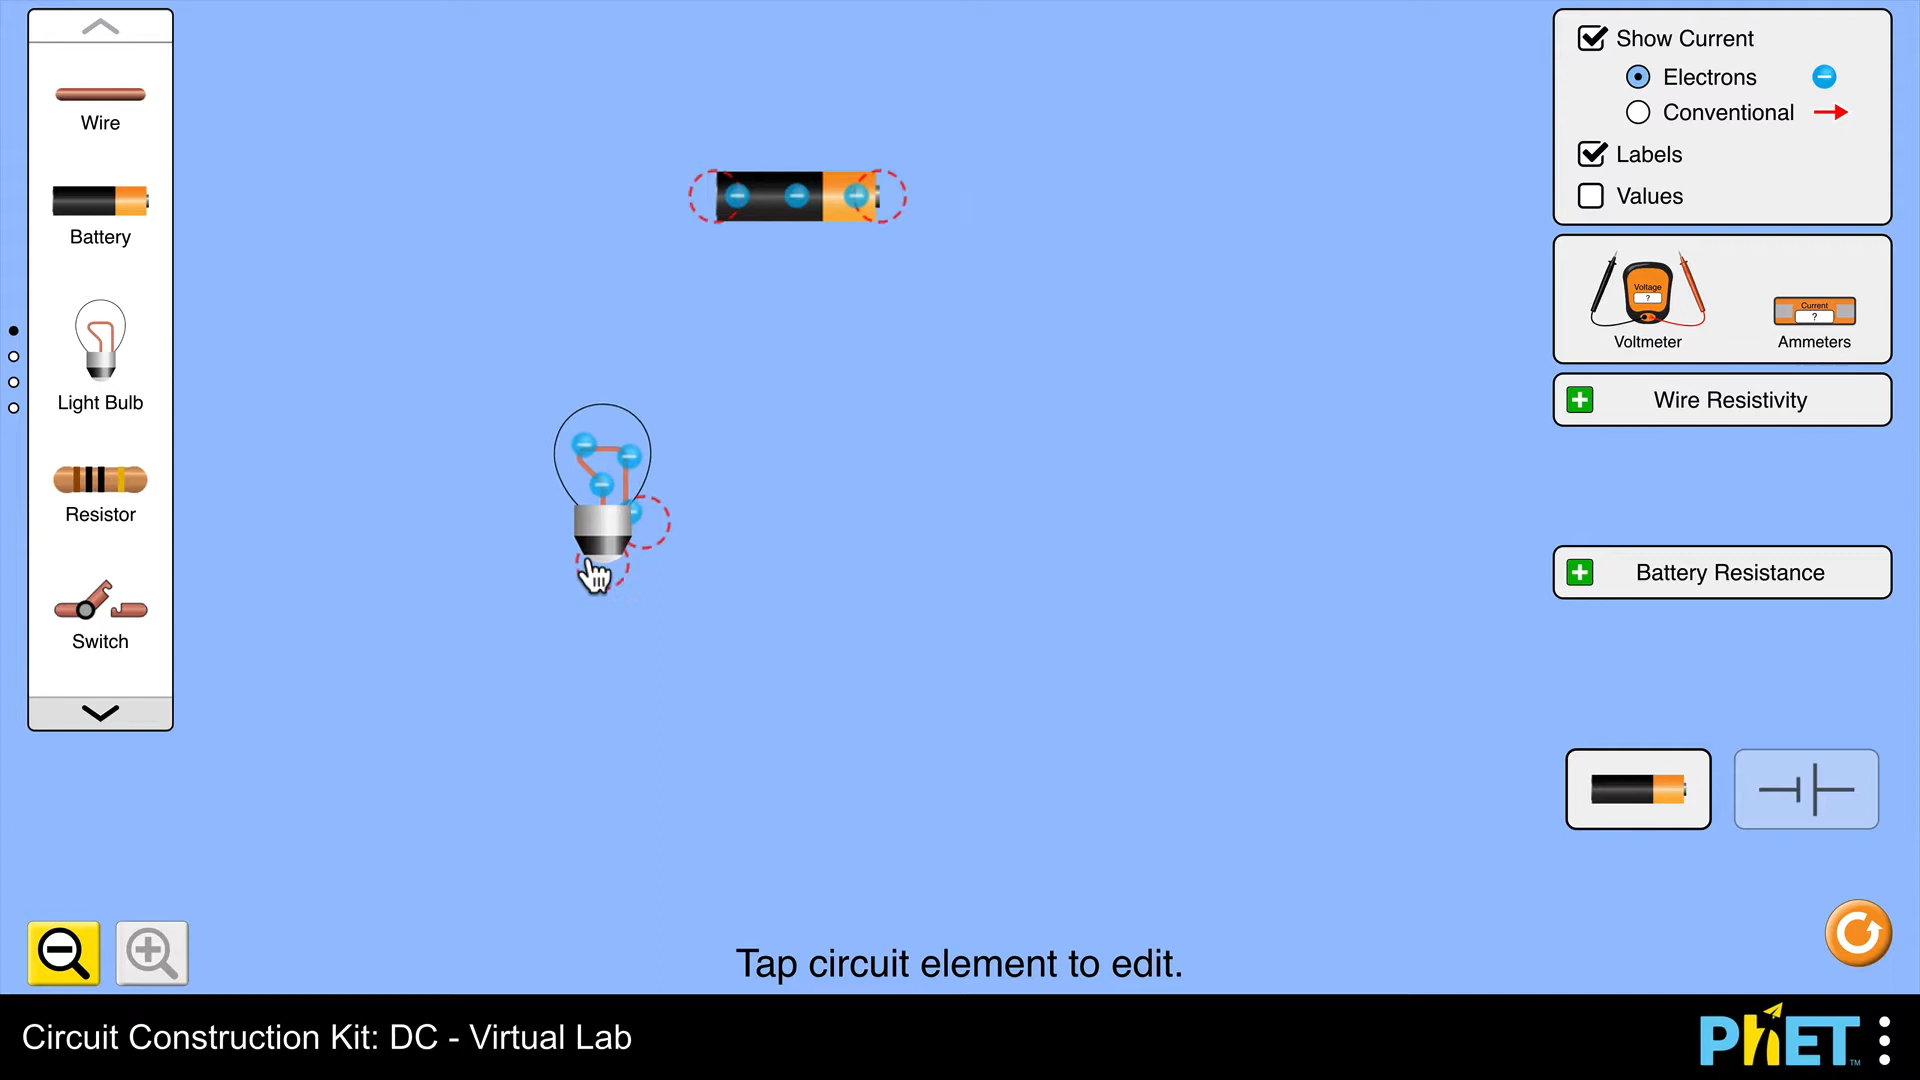 Wire
Battery
Light Bulb
Resistor
Switch
Show Current
Electrons
Conventional
Labels
Values
Voltage
?
Voltmeter
Current
?
Ammeters
Wire Resistivity
Battery Resistance
Tap circuit element to edit.
Circuit Construction Kit: DC - Virtual Lab
PhET™